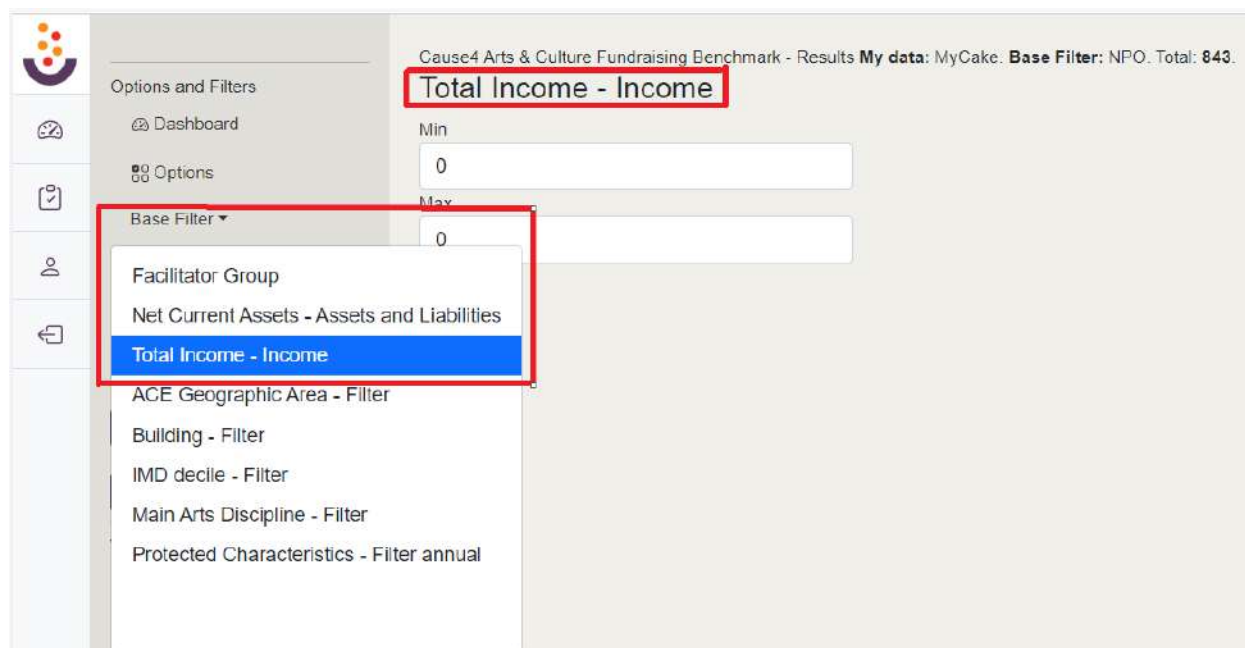 Cause4 Arts & Culture Fundraising Benchmark - Results My data: MyCake. Base Filter: NPO. Total: 843.
Total Income - Income
Min
0
Max
0
Options and Filters
Dashboard
Options
Base Filter
Facilitator Group
Net Current Assets - Assets and Liabilities
Total Income - Income
ACE Geographic Area - Filter
Building - Filter
IMD decile - Filter
Main Arts Discipline - Filter
Protected Characteristics - Filter annual